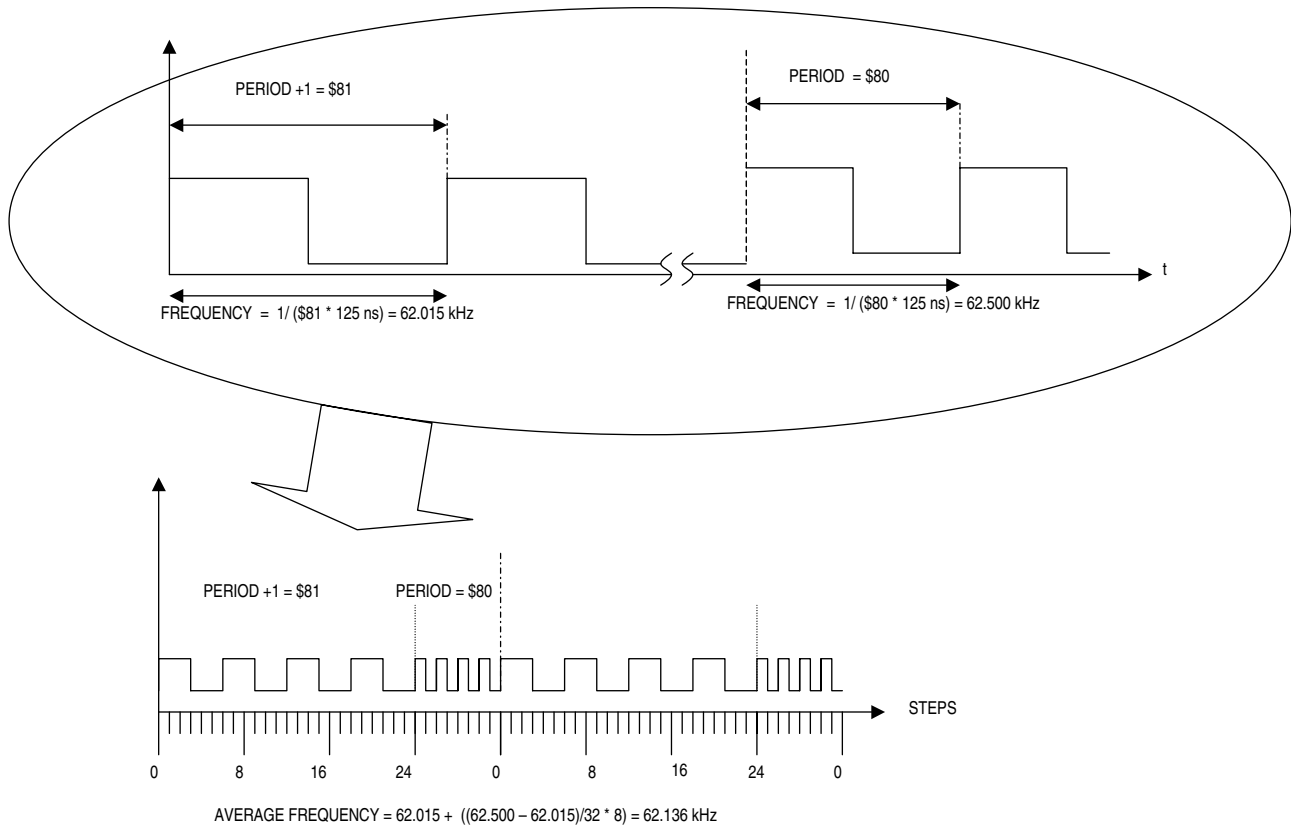 PERIOD +1 = $81
PERIOD = $80
t
FREQUENCY = 1/ ($81 * 125 ns) = 62.015 kHz
FREQUENCY = 1/ ($80 * 125 ns) = 62.500 kHz
PERIOD +1 = $81
PERIOD = $80
STEPS
0 8 16 24 0 8 16 24 0
AVERAGE FREQUENCY = 62.015 + ((62.500 – 62.015)/32 * 8) = 62.136 kHz